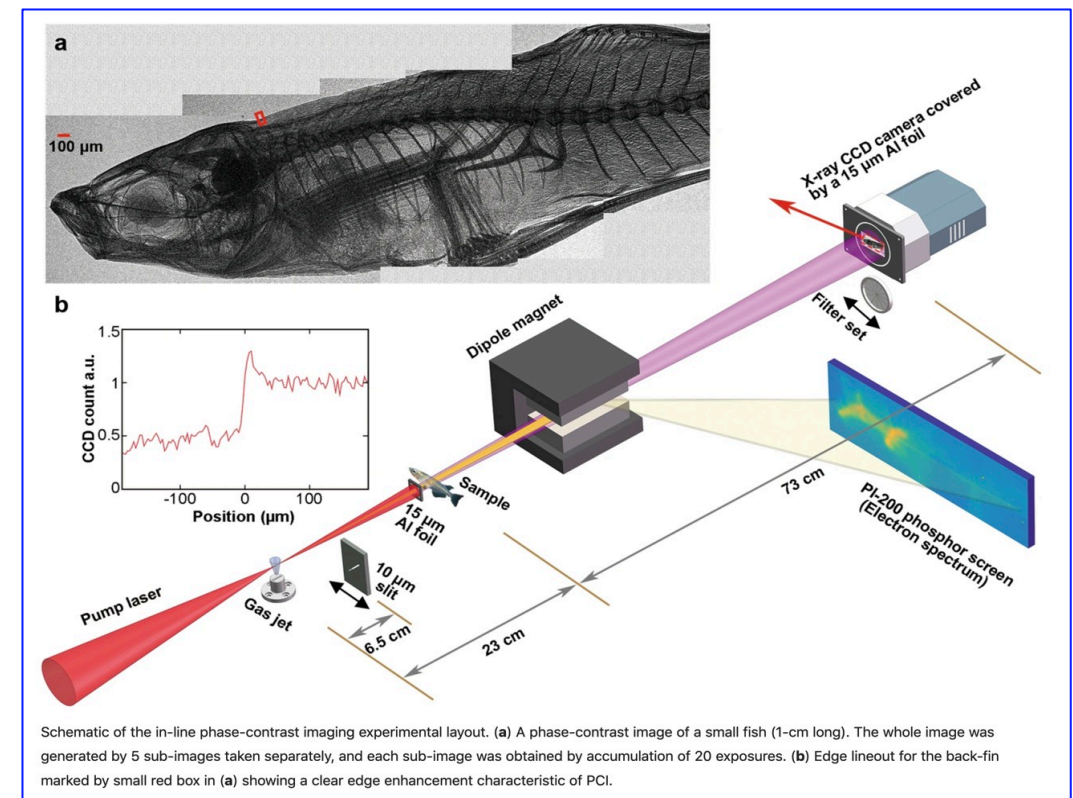 a
100 µm
X-ray CCD camera covered
by a 15 µm Al foil
Filter set
Dipole magnet
b
1.5
1
0.5
0
CCD count a.u.
-100
0
100
Position (µm)
Sample
15 µm
Al foil
73 cm
PI-200 phosphor screen
(Electron spectrum)
10 µm
slit
Pump laser
Gas jet
6.5 cm
23 cm
Schematic of the in-line phase-contrast imaging experimental layout. (a) A phase-contrast image of a small fish (1-cm long). The whole image was
generated by 5 sub-images taken separately, and each sub-image was obtained by accumulation of 20 exposures. (b) Edge lineout for the back-fin
marked by small red box in (a) showing a clear edge enhancement characteristic of PCI.